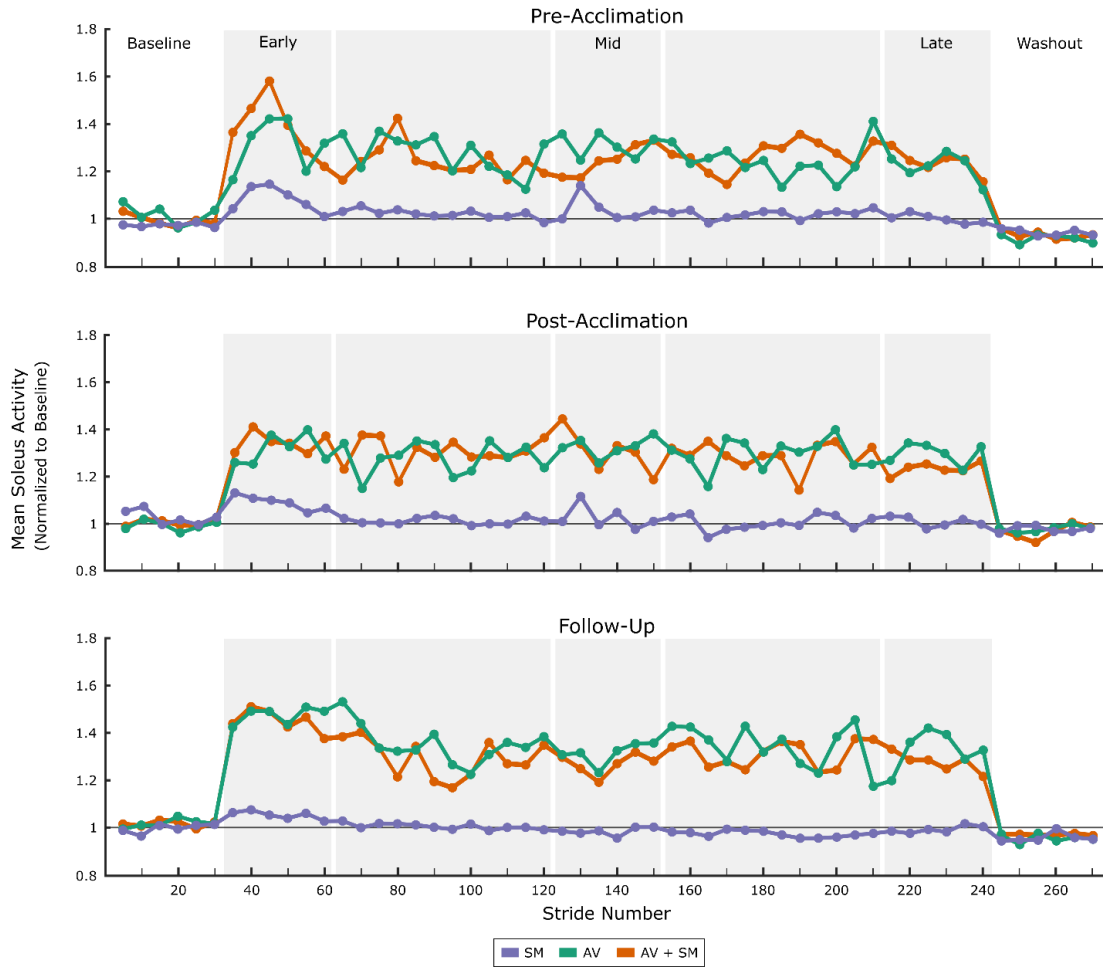 Pre-Acclimation
Baseline Early Mid Late Washout
1.8
1.6
1.4
1.2
1
0.8
Post-Acclimation
1.8
1.6
1.4
1.2
1
0.8
Mean Soleus Activity
(Normalized to Baseline)
Follow-Up
1.8
1.6
1.4
1.2
1
0.8
20 40 60 80 100 120 140 160 180 200 220 240 260
Stride Number
SM AV AV + SM